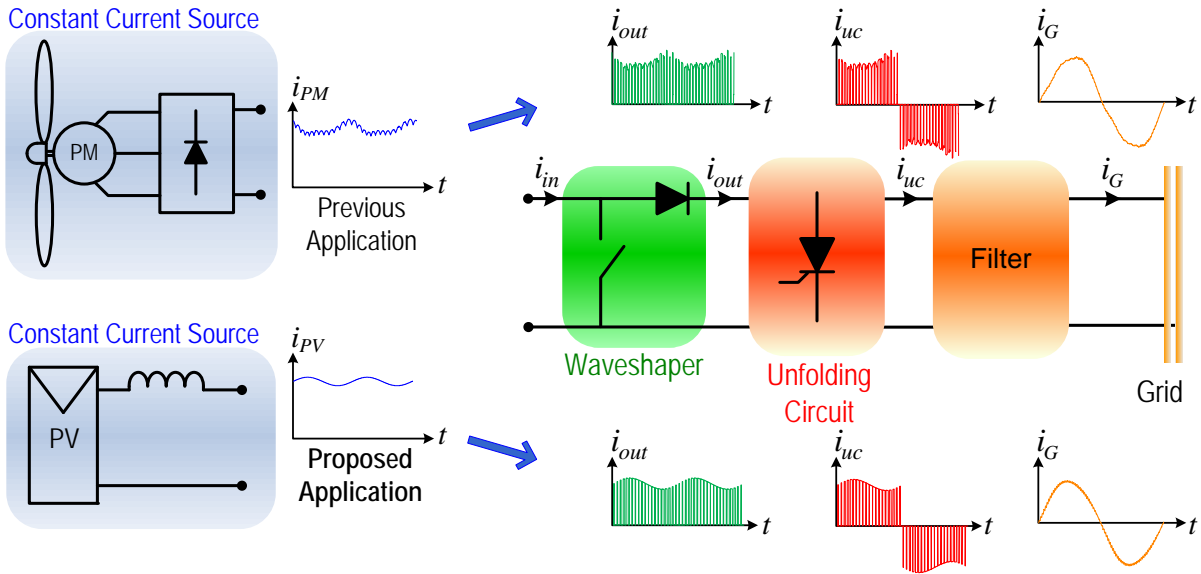 Constant Current Source
PM
i_PM
t
Previous
Application
i_out
t
i_uc
t
i_G
t
i_in
i_out
i_uc
i_G
Filter
Waveshaper
Unfolding
Circuit
Grid
Constant Current Source
PV
i_PV
t
Proposed
Application
i_out
t
i_uc
t
i_G
t